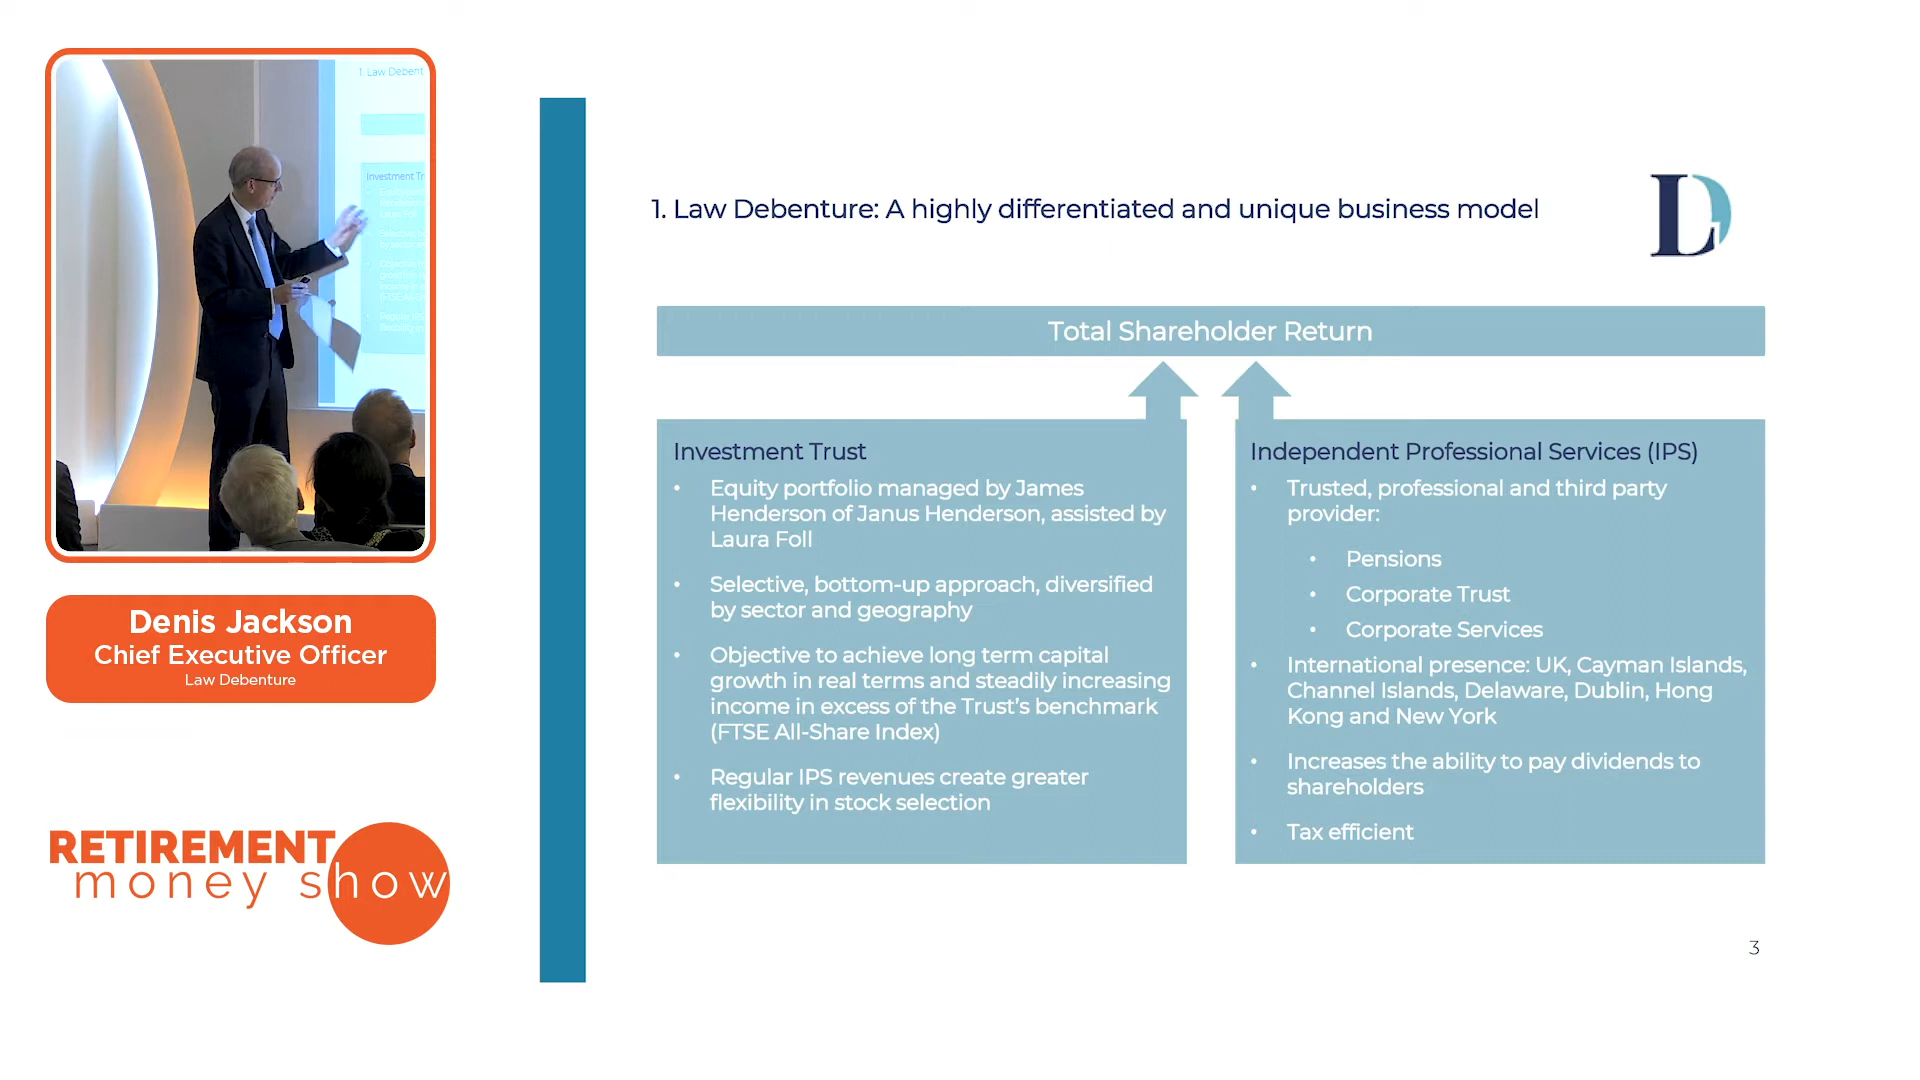 1. Law Debent
Investment Tr
Denis Jackson
Chief Executive Officer
Law Debenture
RETIREMENT
money show
1. Law Debenture: A highly differentiated and unique business model
LD
Total Shareholder Return
Investment Trust
• Equity portfolio managed by James
Henderson of Janus Henderson, assisted by
Laura Foll
• Selective, bottom-up approach, diversified
by sector and geography
• Objective to achieve long term capital
growth in real terms and steadily increasing
income in excess of the Trust's benchmark
(FTSE All-Share Index)
• Regular IPS revenues create greater
flexibility in stock selection
Independent Professional Services (IPS)
• Trusted, professional and third party
provider:
• Pensions
• Corporate Trust
• Corporate Services
• International presence: UK, Cayman Islands,
Channel Islands, Delaware, Dublin, Hong
Kong and New York
• Increases the ability to pay dividends to
shareholders
• Tax efficient
3